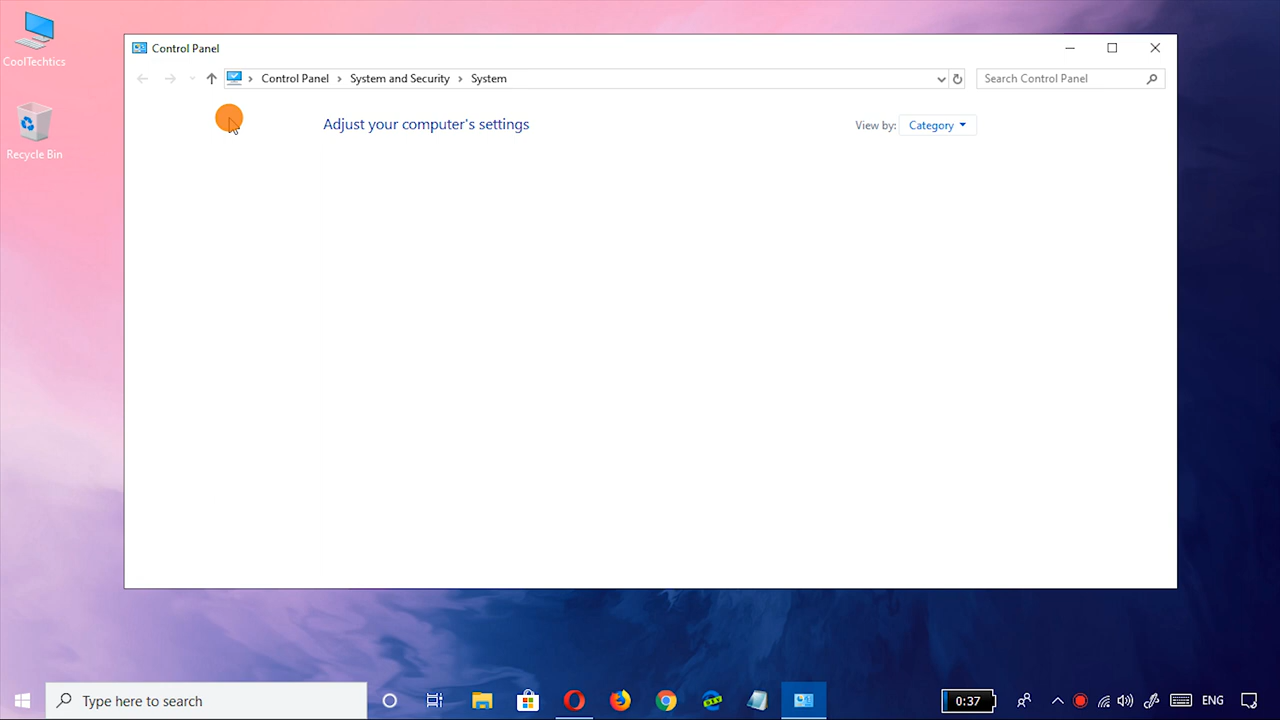 CoolTechtics
Recycle Bin
Control Panel
Control Panel > System and Security > System
Search Control Panel
Adjust your computer's settings
View by: Category
Type here to search
0:37
ENG